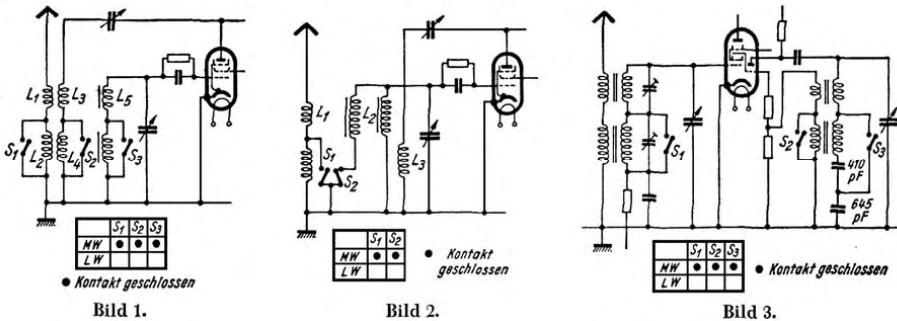 L1 L3 L5
S1 L2 L4 S2 S3
S1 S2 S3
MW ● ● ●
LW
● Kontakt geschlossen
Bild 1.
L1 L2
S1
S2 L3
S1 S2
MW ● ●
LW
● Kontakt
geschlossen
Bild 2.
S1 S2 S3
410
pF
645
pF
S1 S2 S3
MW ● ● ●
LW
● Kontakt geschlossen
Bild 3.